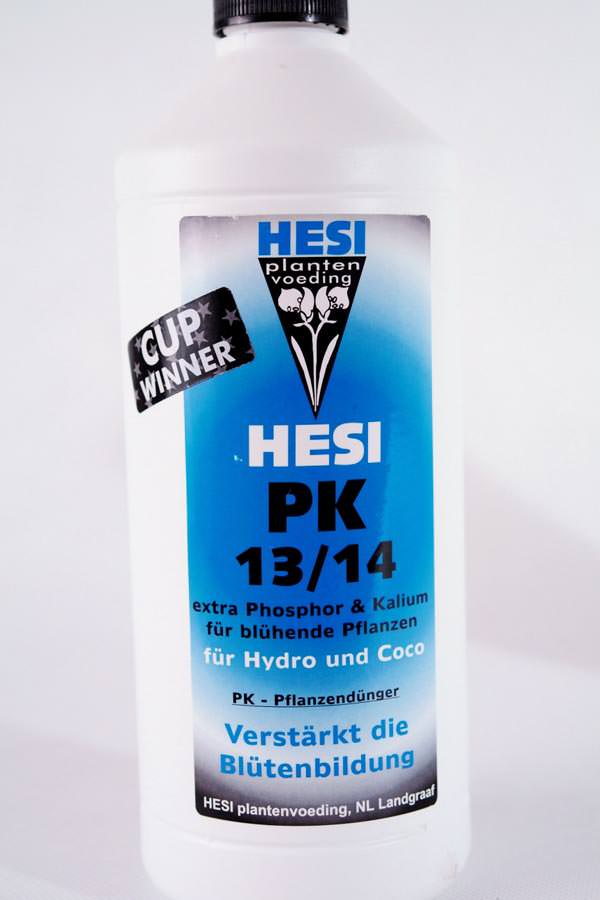 HESI
planten
voeding
CUP
WINNER
HESI
PK
13/14
extra Phosphor & Kalium
für blühende Pflanzen
für Hydro und Coco
PK - Pflanzendünger
Verstärkt die
Blütenbildung
HESI plantenvoeding, NL Landgraaf